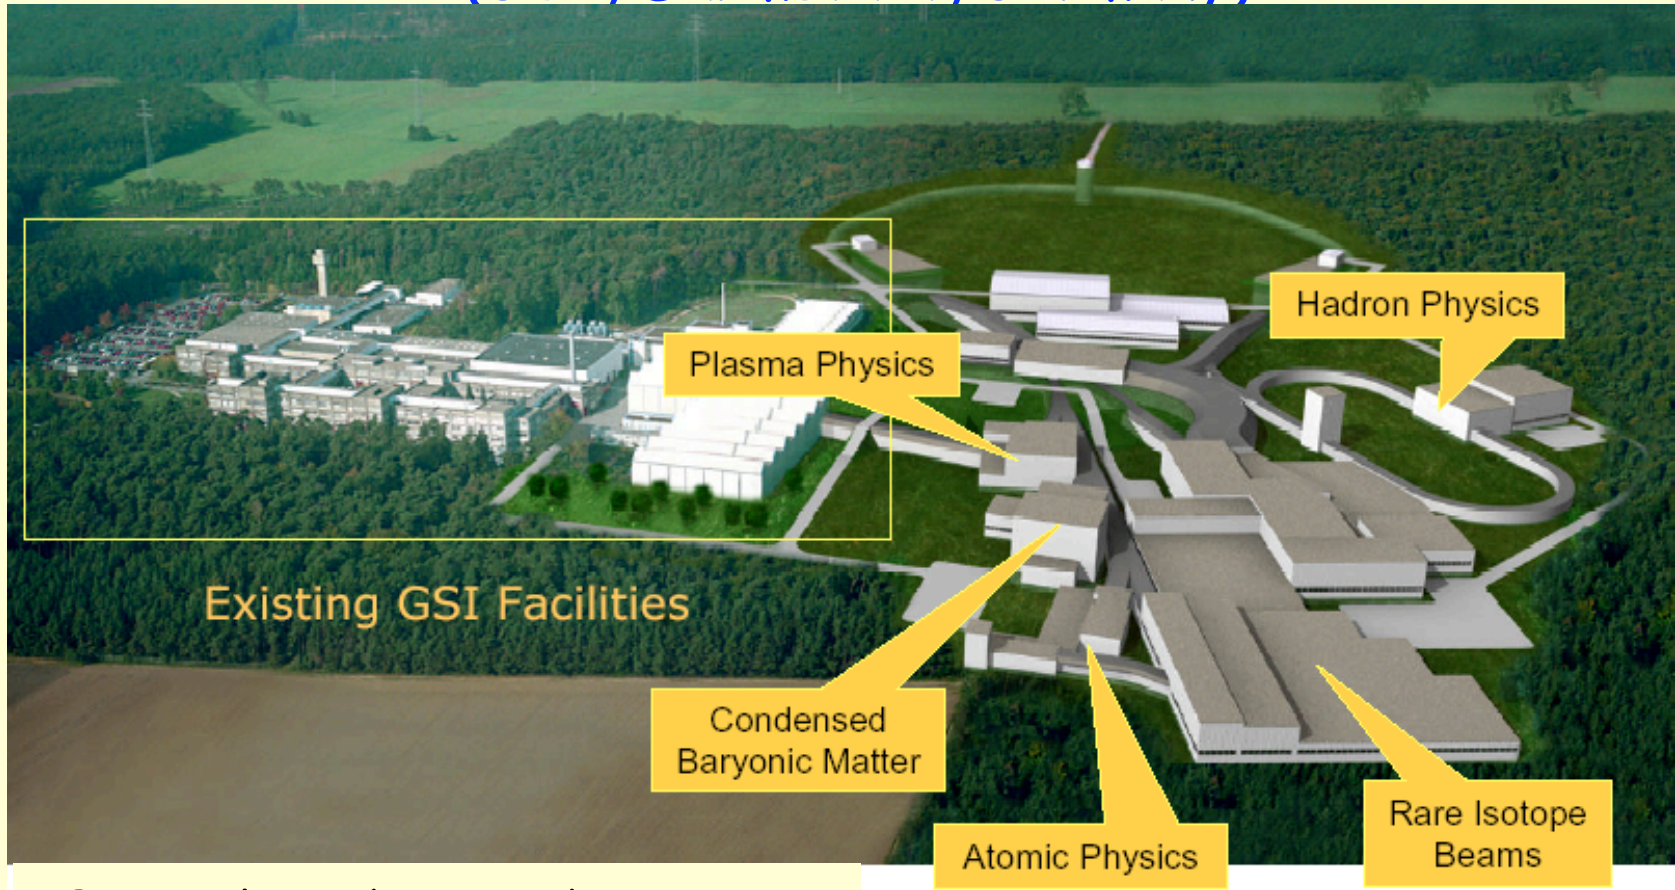 Hadron Physics
Plasma Physics
Existing GSI Facilities
Condensed
Baryonic Matter
Rare Isotope
Beams
Atomic Physics